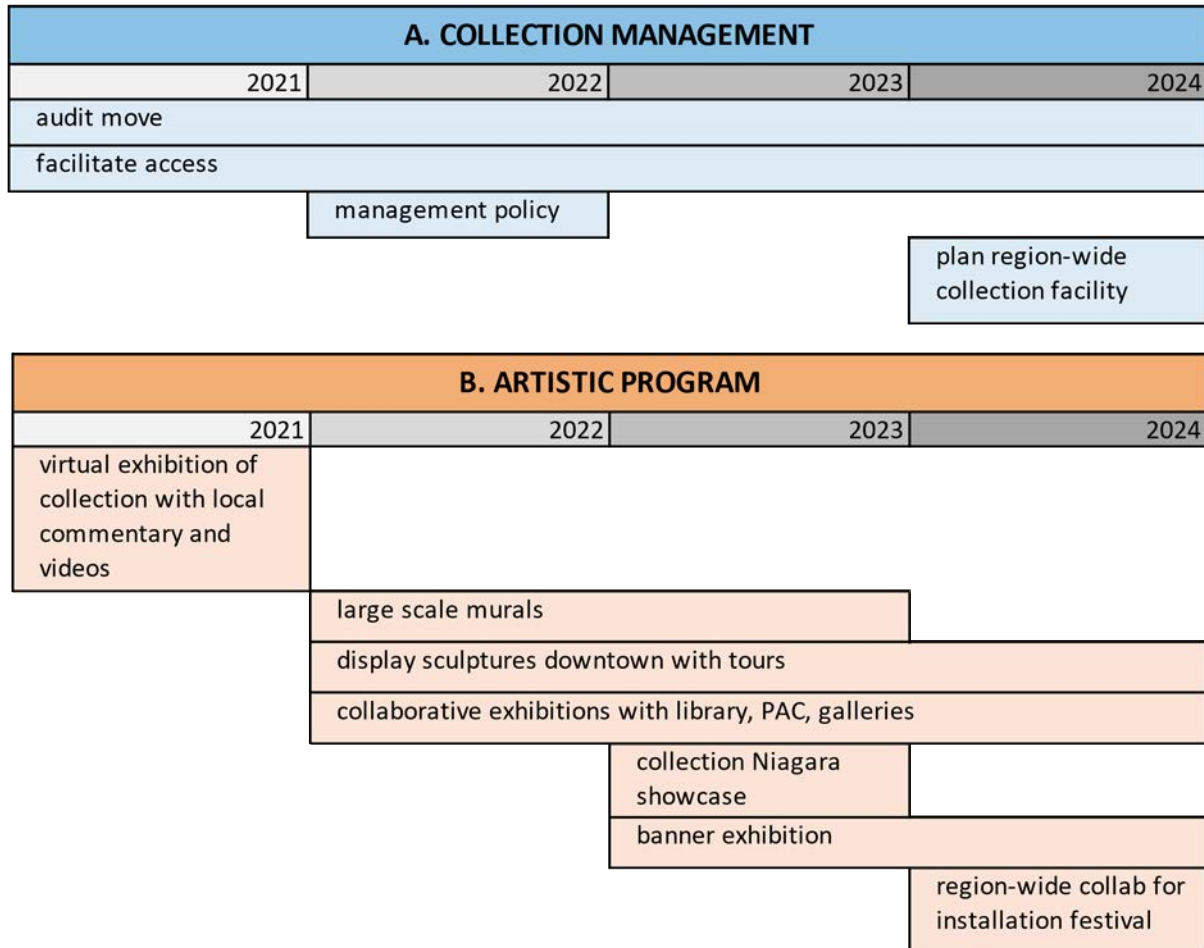 A. COLLECTION MANAGEMENT
2021 2022 2023 2024
audit move
facilitate access
management policy
plan region-wide
collection facility
B. ARTISTIC PROGRAM
2021 2022 2023 2024
virtual exhibition of
collection with local
commentary and
videos
large scale murals
display sculptures downtown with tours
collaborative exhibitions with library, PAC, galleries
collection Niagara
showcase
banner exhibition
region-wide collab for
installation festival